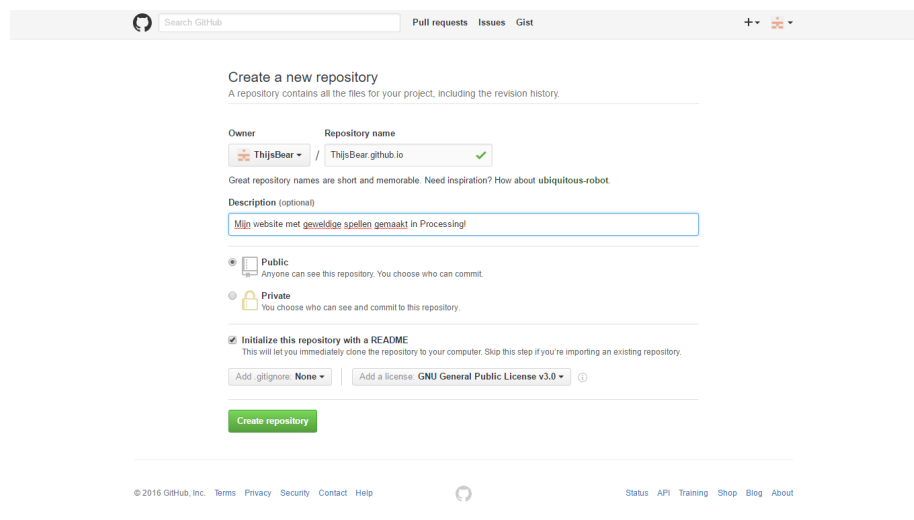 Search GitHub Pull requests Issues Gist
Create a new repository
A repository contains all the files for your project, including the revision history.
Owner Repository name
ThijsBear / ThijsBear.github.io
Great repository names are short and memorable. Need inspiration? How about ubiquitous-robot.
Description (optional)
Mijn website met geweldige spellen gemaakt in Processing!
Public
Anyone can see this repository. You choose who can commit.
Private
You choose who can see and commit to this repository.
Initialize this repository with a README
This will let you immediately clone the repository to your computer. Skip this step if you're importing an existing repository.
Add .gitignore: None Add a license: GNU General Public License v3.0
Create repository
© 2016 GitHub, Inc. Terms Privacy Security Contact Help Status API Training Shop Blog About